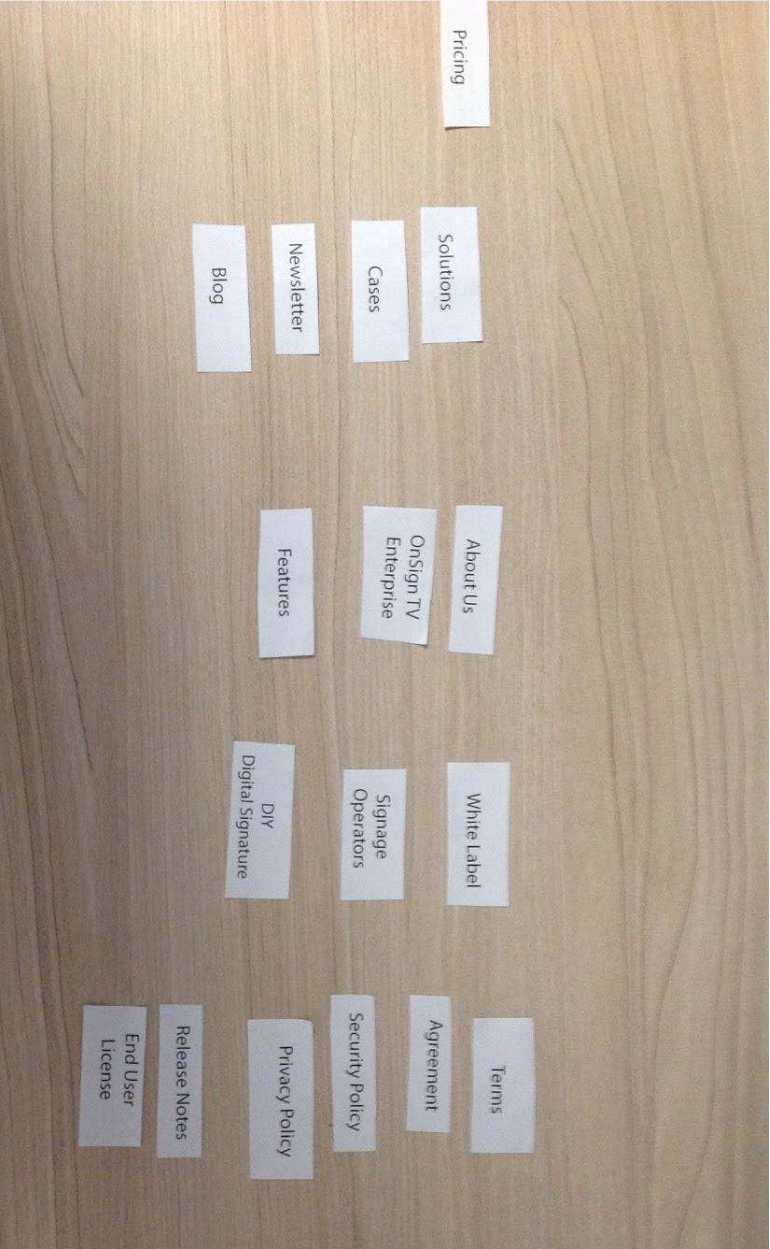 Pricing
Solutions
Cases
Newsletter
Blog
About Us
OnSign TV
Enterprise
Features
White Label
Signage
Operators
DIY
Digital Signature
Terms
Agreement
Security Policy
Privacy Policy
Release Notes
End User
License